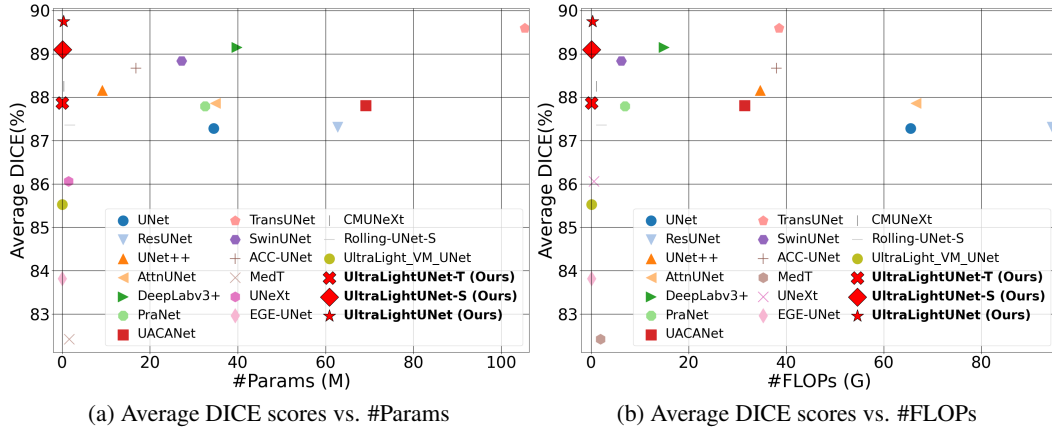 90
89
88
87
86
85
84
83
Average DICE(%)
UNet
ResUNet
UNet++
AttnUNet
DeepLabv3+
PraNet
UACANet
TransUNet
SwinUNet
ACC-UNet
MedT
UNeXt
EGE-UNet
CMUNeXt
Rolling-UNet-S
UltraLight_VM_UNet
UltraLightUNet-T (Ours)
UltraLightUNet-S (Ours)
UltraLightUNet (Ours)
0 20 40 60 80 100
#Params (M)
(a) Average DICE scores vs. #Params
90
89
88
87
86
85
84
83
Average DICE(%)
UNet
ResUNet
UNet++
AttnUNet
DeepLabv3+
PraNet
UACANet
TransUNet
SwinUNet
ACC-UNet
MedT
UNeXt
EGE-UNet
CMUNeXt
Rolling-UNet-S
UltraLight_VM_UNet
UltraLightUNet-T (Ours)
UltraLightUNet-S (Ours)
UltraLightUNet (Ours)
0 20 40 60 80
#FLOPs (G)
(b) Average DICE scores vs. #FLOPs